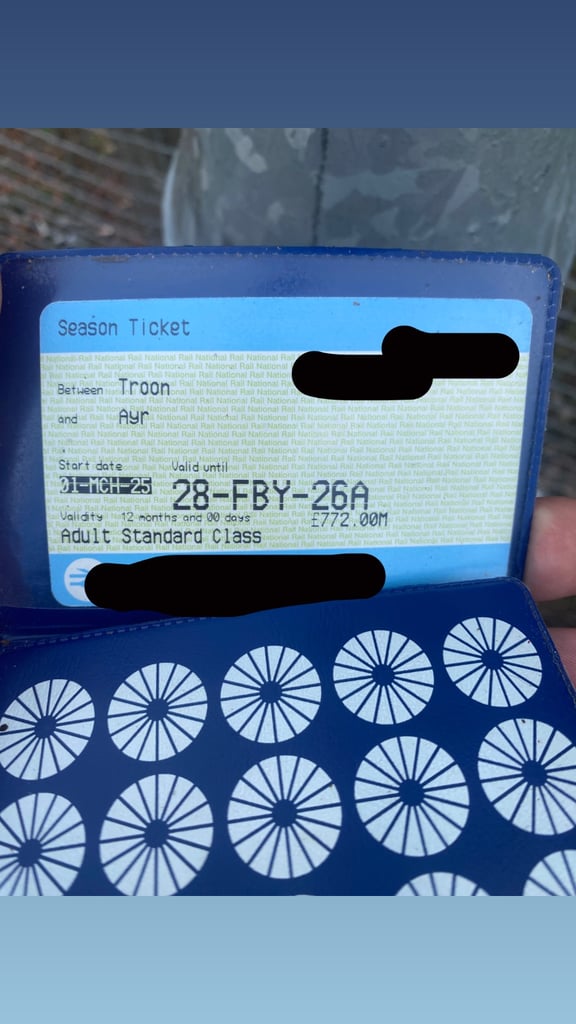 Season Ticket
Between Troon
and Ayr
Start date Valid until
01-MCH-25 28-FBY-26A
Validity 12 months and 00 days £772.00M
Adult Standard Class